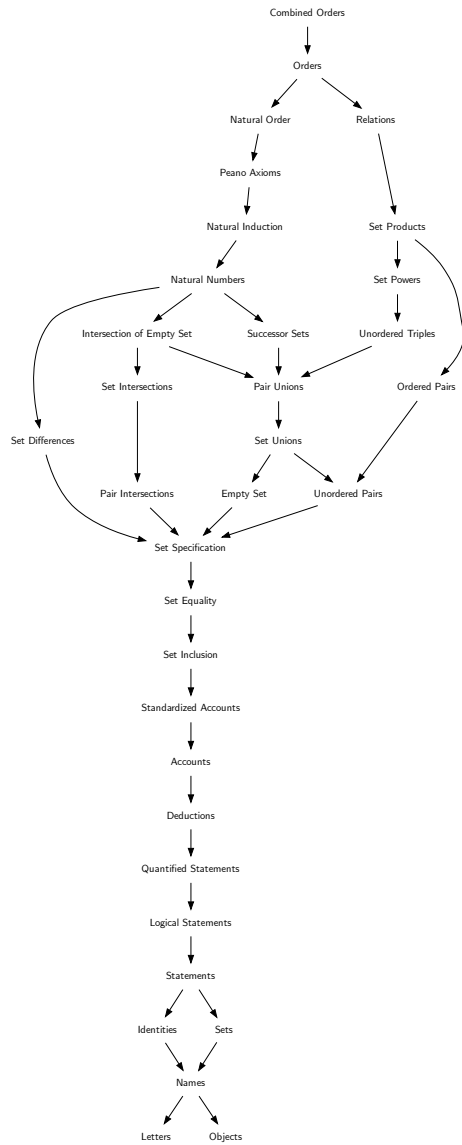 Combined Orders
Orders
Natural Order
Relations
Peano Axioms
Natural Induction
Set Products
Natural Numbers
Set Powers
Intersection of Empty Set
Successor Sets
Unordered Triples
Set Intersections
Pair Unions
Ordered Pairs
Set Differences
Set Unions
Pair Intersections
Empty Set
Unordered Pairs
Set Specification
Set Equality
Set Inclusion
Standardized Accounts
Accounts
Deductions
Quantified Statements
Logical Statements
Statements
Identities
Sets
Names
Letters
Objects